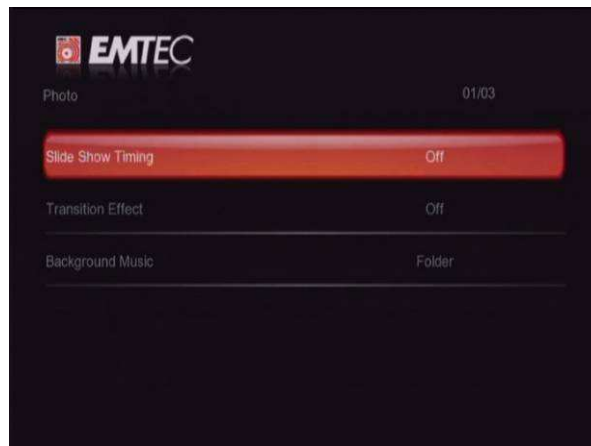 EMTEC
Photo 01/03
Slide Show Timing Off
Transition Effect Off
Background Music Folder